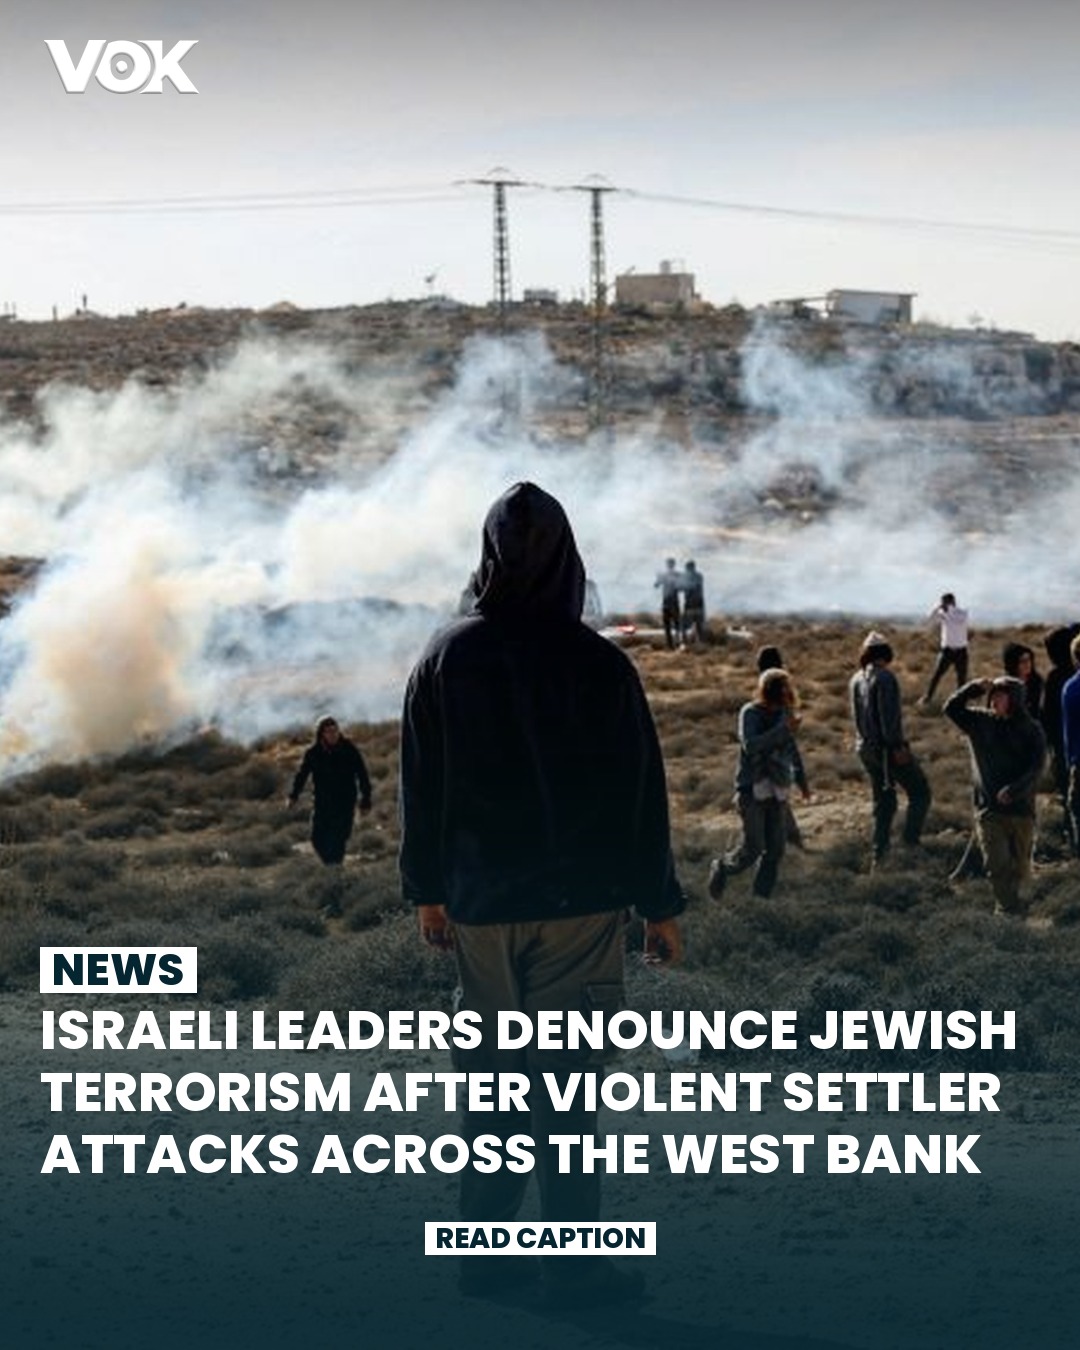 VOK
NEWS
ISRAELI LEADERS DENOUNCE JEWISH
TERRORISM AFTER VIOLENT SETTLER
ATTACKS ACROSS THE WEST BANK
READ CAPTION